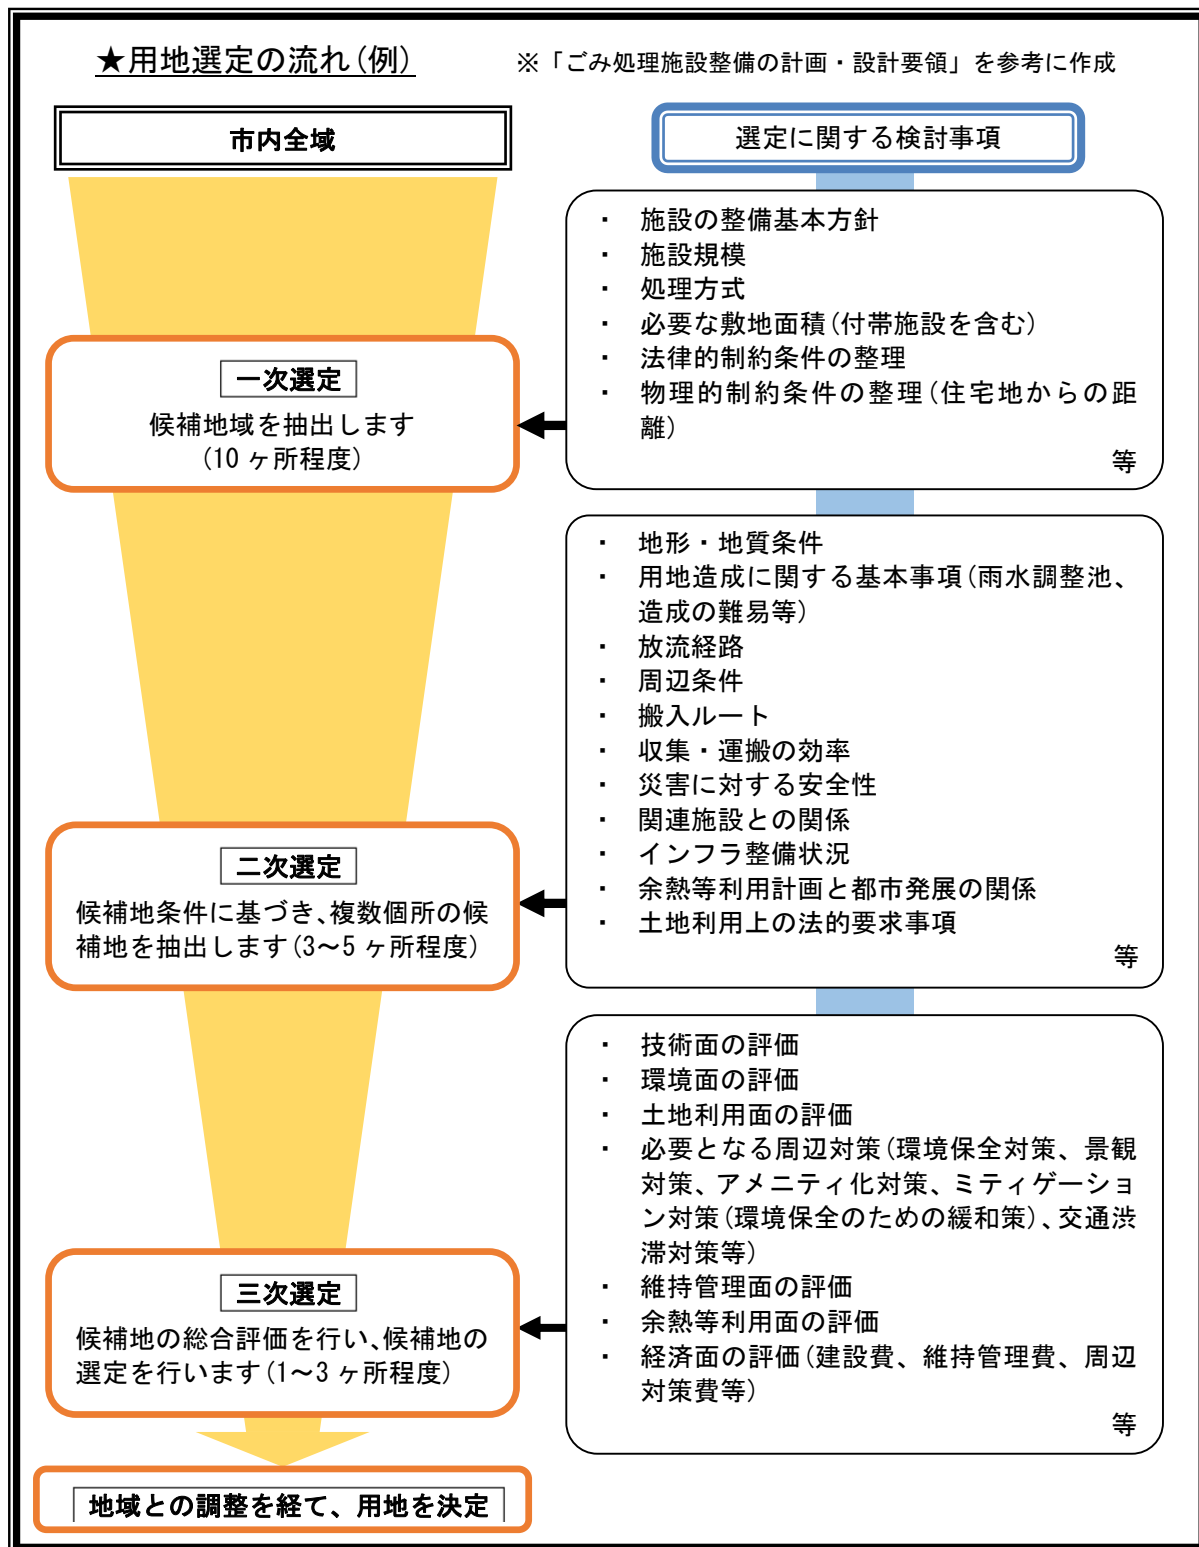 ★用地選定の流れ(例)
※「ごみ処理施設整備の計画・設計要領」を参考に作成
市内全域
選定に関する検討事項
・ 施設の整備基本方針
・ 施設規模
・ 処理方式
・ 必要な敷地面積(付帯施設を含む)
・ 法律的制約条件の整理
・ 物理的制約条件の整理(住宅地からの距
離)
等
一次選定
候補地域を抽出します
(10 ヶ所程度)
・ 地形・地質条件
・ 用地造成に関する基本事項(雨水調整池、
造成の難易等)
・ 放流経路
・ 周辺条件
・ 搬入ルート
・ 収集・運搬の効率
・ 災害に対する安全性
・ 関連施設との関係
・ インフラ整備状況
・ 余熱等利用計画と都市発展の関係
・ 土地利用上の法的要求事項
等
二次選定
候補地条件に基づき、複数個所の候
補地を抽出します(3～5 ヶ所程度)
・ 技術面の評価
・ 環境面の評価
・ 土地利用面の評価
・ 必要となる周辺対策(環境保全対策、景観
対策、アメニティ化対策、ミティゲーショ
ン対策(環境保全のための緩和策)、交通渋
滞対策等)
・ 維持管理面の評価
・ 余熱等利用面の評価
・ 経済面の評価(建設費、維持管理費、周辺
対策費等)
等
三次選定
候補地の総合評価を行い、候補地の
選定を行います(1～3 ヶ所程度)
地域との調整を経て、用地を決定